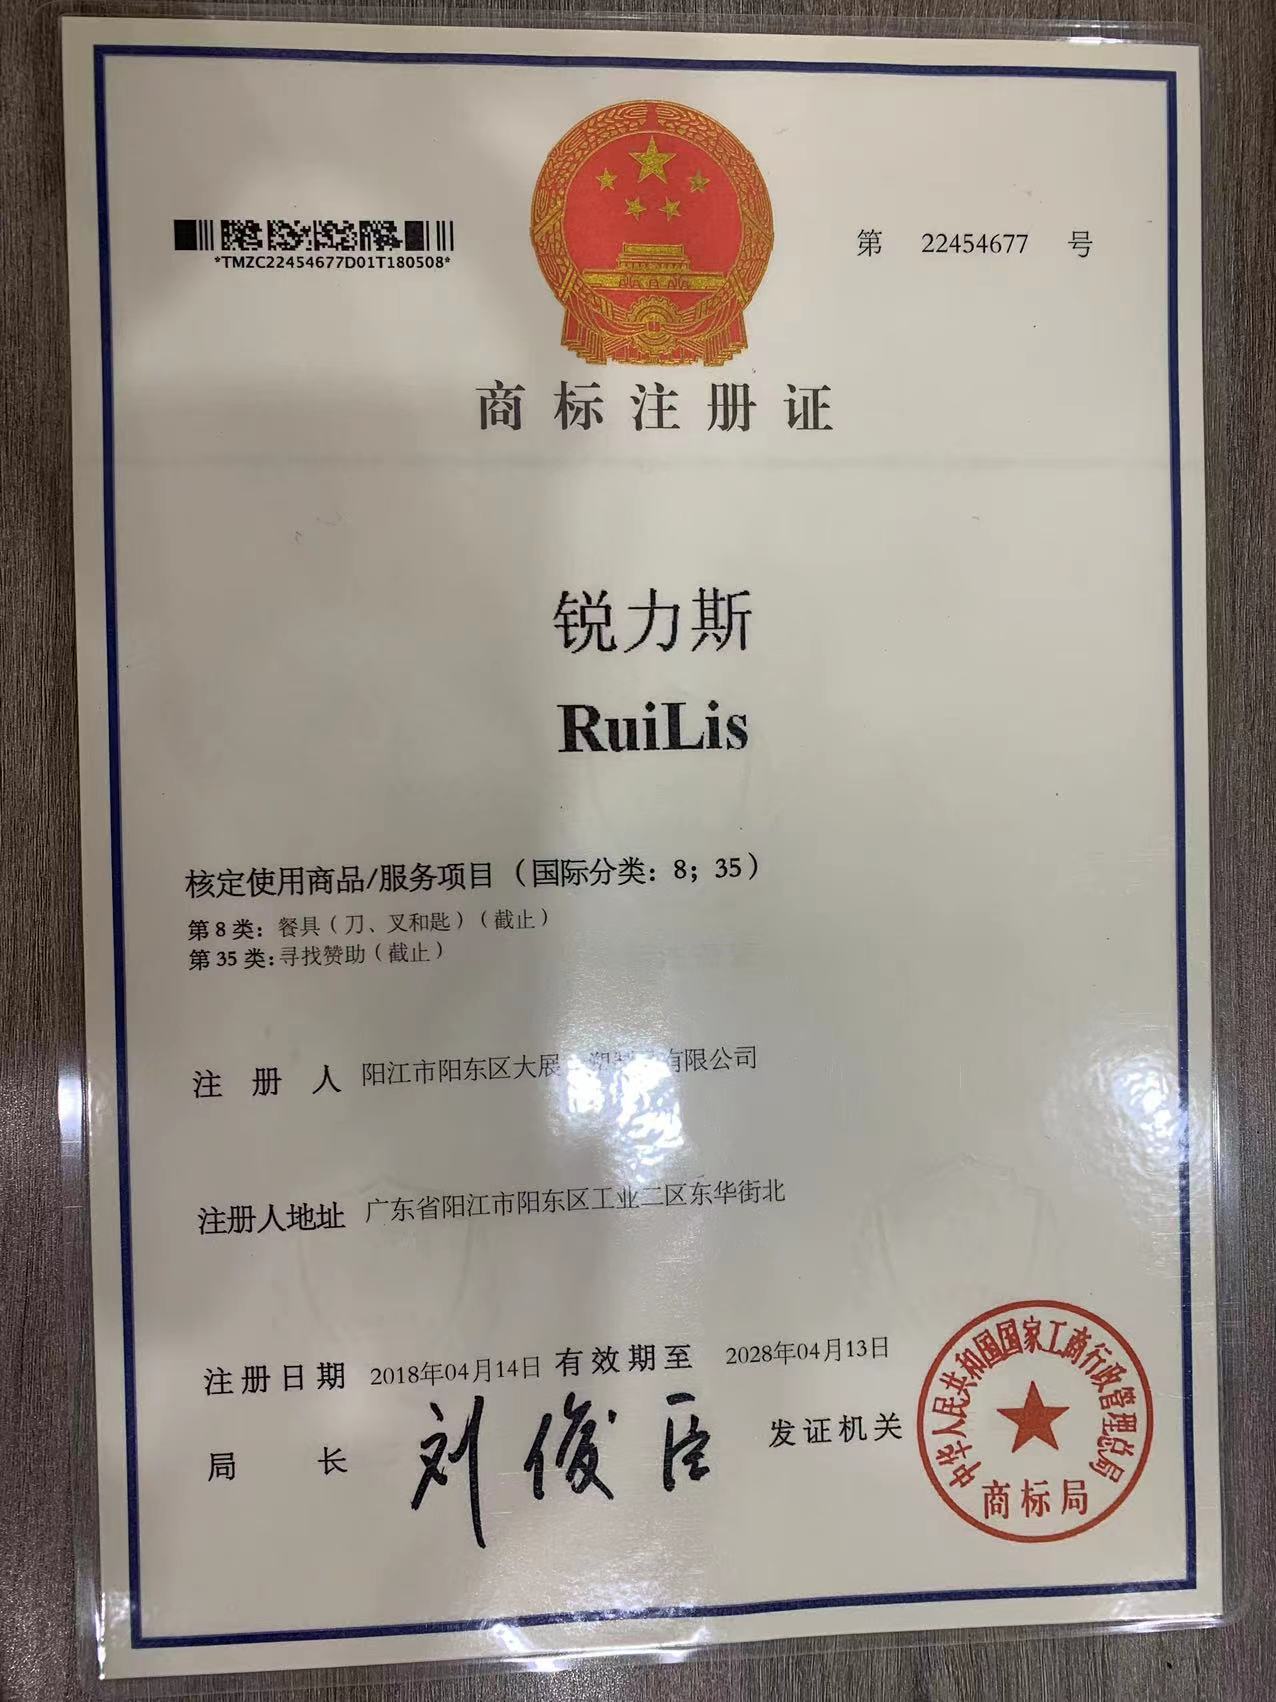 *TMZC22454677D01T180508*
第 22454677 号
商标注册证
锐力斯
RuiLis
核定使用商品/服务项目（国际分类：8；35）
第 8 类：餐具（刀、叉和匙）（截止）
第 35 类：寻找赞助（截止）
注册人 阳江市阳东区大展 塑 有限公司
注册人地址 广东省阳江市阳东区工业二区东华街北
注册日期 2018年04月14日 有效期至 2028年04月13日
局长 刘俊臣 发证机关
中华人民共和国国家工商行政管理总局
商标局